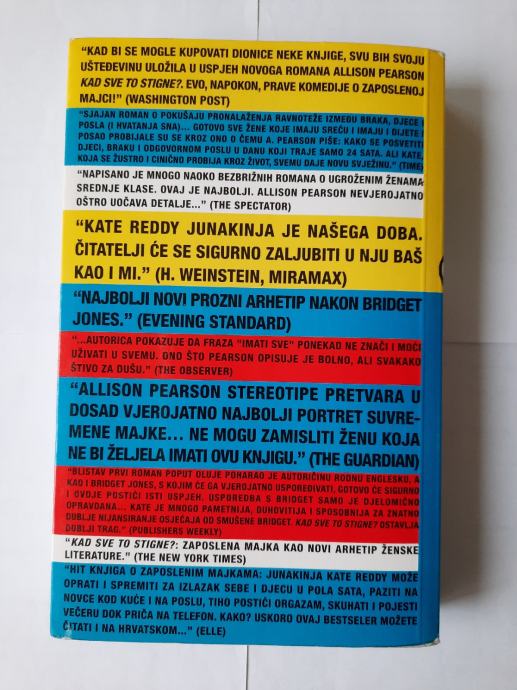 “KAD BI SE MOGLE KUPOVATI DIONICE NEKE KNJIGE, SVU BIH SVOJU
UŠTEĐEVINU ULOŽILA U USPJEH NOVOGA ROMANA ALLISON PEARSON
KAD SVE TO STIGNE?. EVO, NAPOKON, PRAVE KOMEDIJE O ZAPOSLENOJ
MAJCI!” (WASHINGTON POST)
“SJAJAN ROMAN O POKUŠAJU PRONALAŽENJA RAVNOTEŽE IZMEĐU BRAKA, DJECE I
POSLA (I HVATANJA SNA)... GOTOVO SVE ŽENE KOJE IMAJU SREĆU I IMAJU I DIJETE I
POSAO PROBIJALE SU SE KROZ ONO O ČEMU A. PEARSON PIŠE: KAKO SE POSVETITI
DJECI, BRAKU I ODGOVORNOM POSLU U DANU KOJI TRAJE SAMO 24 SATA. ALI KATE,
KOJA SE ŽUSTRO I CINIČNO PROBIJA KROZ ŽIVOT, SVEMU DAJE NOVU SVJEŽINU.” (TIME)
“NAPISANO JE MNOGO NAOKO BEZBRIŽNIH ROMANA O UGROŽENIM ŽENAMA
SREDNJE KLASE. OVAJ JE NAJBOLJI. ALLISON PEARSON NEVJEROJATNO
OŠTRO UOČAVA DETALJE...” (THE SPECTATOR)
“KATE REDDY JUNAKINJA JE NAŠEGA DOBA.
ČITATELJI ĆE SE SIGURNO ZALJUBITI U NJU BAŠ
KAO I MI.” (H. WEINSTEIN, MIRAMAX)
“NAJBOLJI NOVI PROZNI ARHETIP NAKON BRIDGET
JONES.” (EVENING STANDARD)
“...AUTORICA POKAZUJE DA FRAZA "IMATI SVE" PONEKAD NE ZNAČI I MOĆI
UŽIVATI U SVEMU. ONO ŠTO PEARSON OPISUJE JE BOLNO, ALI SVAKAKO
ŠTIVO ZA DUŠU.” (THE OBSERVER)
“ALLISON PEARSON STEREOTIPE PRETVARA U
DOSAD VJEROJATNO NAJBOLJI PORTRET SUVRE-
MENE MAJKE... NE MOGU ZAMISLITI ŽENU KOJA
NE BI ŽELJELA IMATI OVU KNJIGU.” (THE GUARDIAN)
“BLISTAV PRVI ROMAN POPUT OLUJE POHARAO JE AUTORIČINU RODNU ENGLESKU, A
KAO I BRIDGET JONES, S KOJIM ĆE GA VJEROJATNO USPOREĐIVATI, GOTOVO ĆE SIGURNO
I OVDJE POSTIĆI ISTI USPJEH. USPOREDBA S BRIDGET SAMO JE DJELOMIČNO
OPRAVDANA... KATE JE MNOGO PAMETNIJA, DUHOVITIJA I SPOSOBNIJA ZA ZNATNO
DUBLJE NIJANSIRANJE OSJEĆAJA OD SMUŠENE BRIDGET. KAD SVE TO STIGNE? OSTAVLJA
DUBLJI TRAG.” (PUBLISHERS WEEKLY)
“KAD SVE TO STIGNE?: ZAPOSLENA MAJKA KAO NOVI ARHETIP ŽENSKE
LITERATURE.” (THE NEW YORK TIMES)
“HIT KNJIGA O ZAPOSLENIM MAJKAMA: JUNAKINJA KATE REDDY MOŽE
OPRATI I SPREMITI ZA IZLAZAK SEBE I DJECU U POLA SATA, PAZITI NA
NOVCE KOD KUĆE I NA POSLU, TIHO POSTIĆI ORGAZAM, SKUHATI I POJESTI
VEČERU DOK PRIČA NA TELEFON. KAKO? USKORO OVAJ BESTSELER MOŽETE
ČITATI I NA HRVATSKOM...” (ELLE)